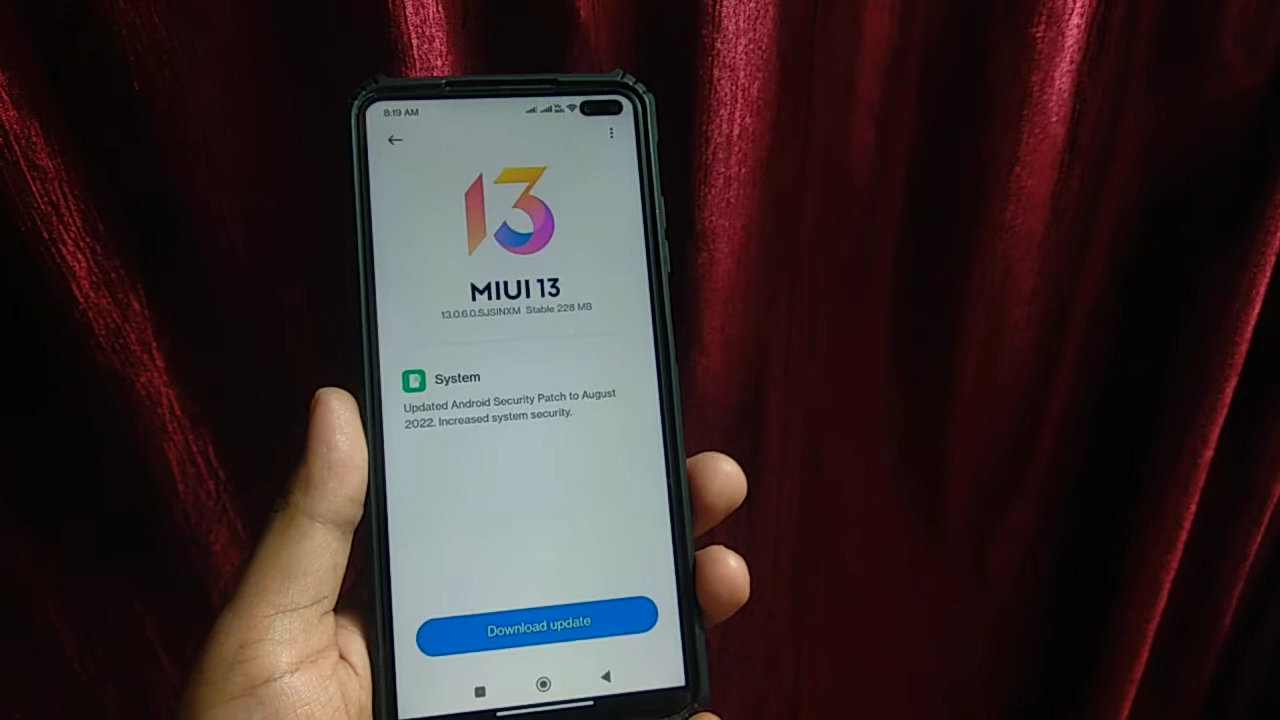 8:19 AM
13
MIUI 13
13.0.6.0.SJSINXM Stable 228 MB
System
Updated Android Security Patch to August
2022. Increased system security.
Download update